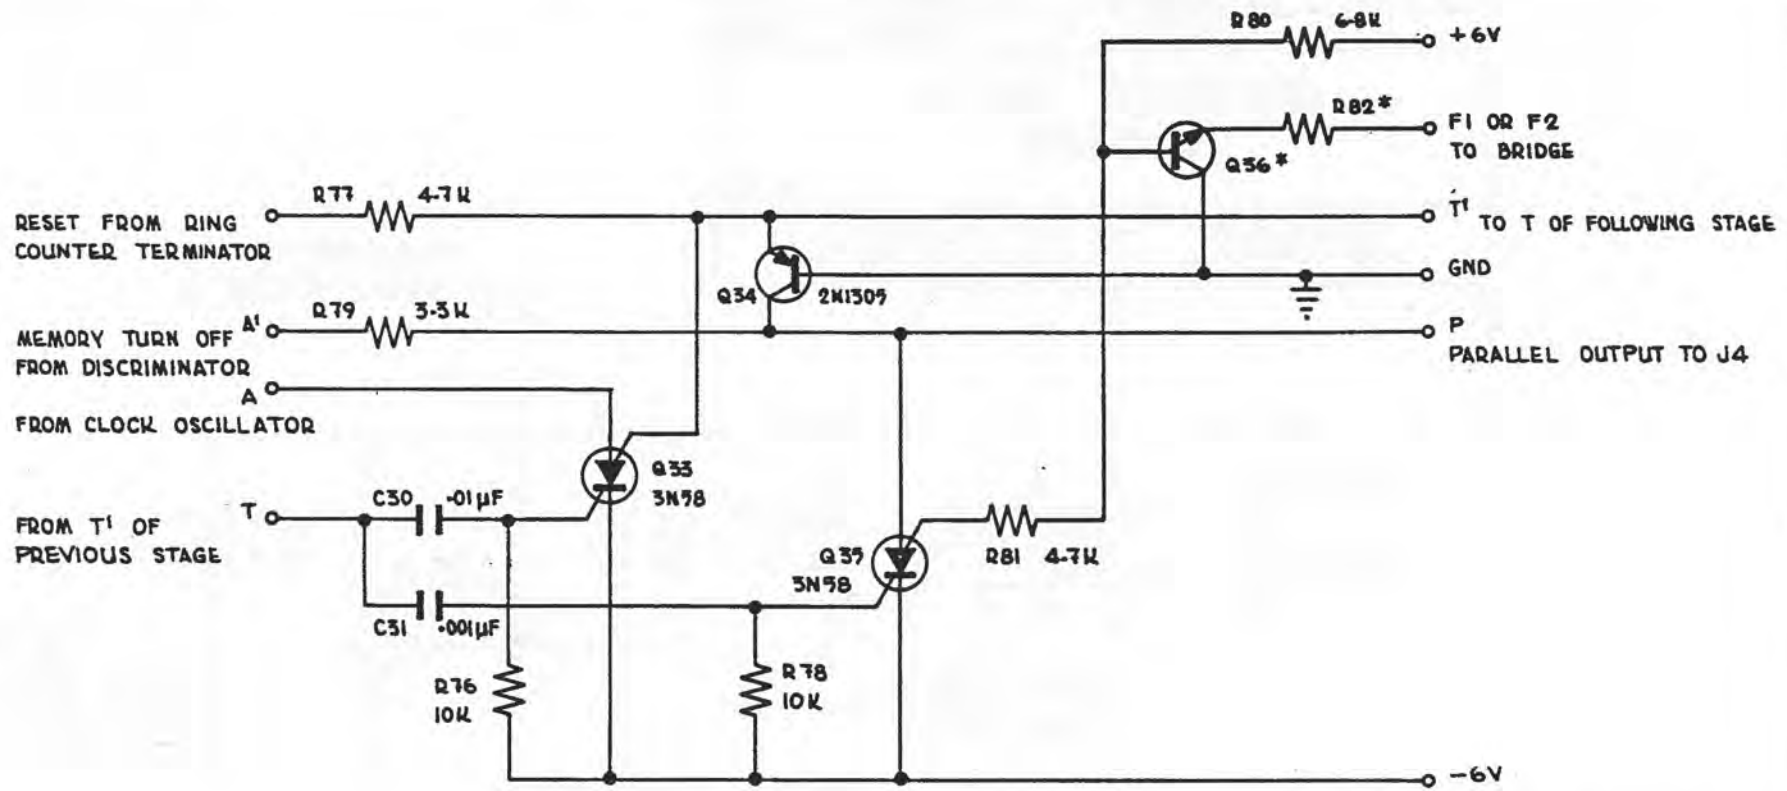 R80 6-8K
+6V
R82*
F1 OR F2
TO BRIDGE
Q36*
R77 4-7K
T'
TO T OF FOLLOWING STAGE
RESET FROM RING
COUNTER TERMINATOR
GND
Q34
2N1305
R79 3-3K
A'
MEMORY TURN OFF
FROM DISCRIMINATOR
P
PARALLEL OUTPUT TO J4
A
FROM CLOCK OSCILLATOR
Q33
3N58
C30 .01µF
T
FROM T' OF
PREVIOUS STAGE
Q35
3N58
R81 4-7K
C31 .001µF
R76
10K
R78
10K
-6V